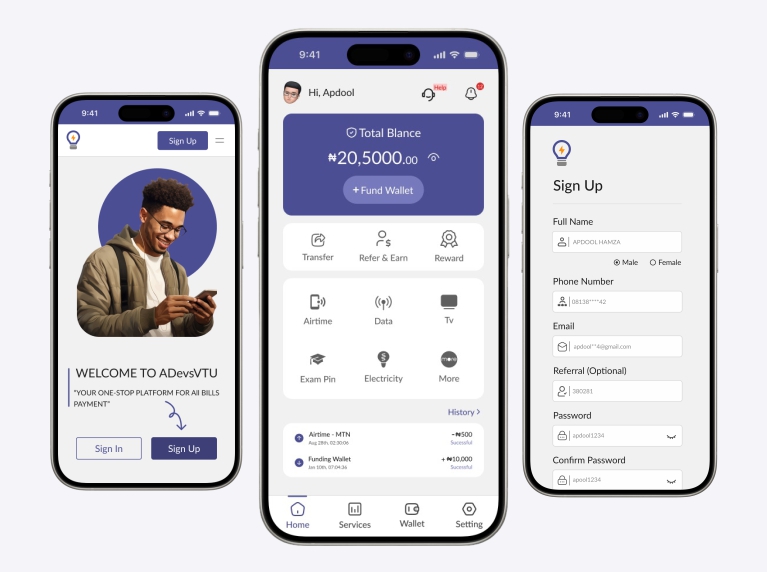 9:41
Sign Up
WELCOME TO ADevsVTU
"YOUR ONE-STOP PLATFORM FOR All BILLS
PAYMENT"
Sign In
Sign Up
9:41
Hi, Apdool
Help
Total Blance
₦20,5000.00
+Fund Wallet
Transfer
Refer & Earn
Reward
Airtime
Data
Tv
Exam Pin
Electricity
more
More
History >
Airtime - MTN
-₦500
Aug 28th, 02:30:06
Sucessful
Funding Wallet
+ ₦10,000
Jan 10th, 07:04:36
Sucessful
Home
Services
Wallet
Setting
9:41
Sign Up
Full Name
APDOOL HAMZA
Male
Female
Phone Number
08138****42
Email
apdool**4@gmail.com
Referral (Optional)
380281
Password
apdool1234
Confirm Password
apool1234